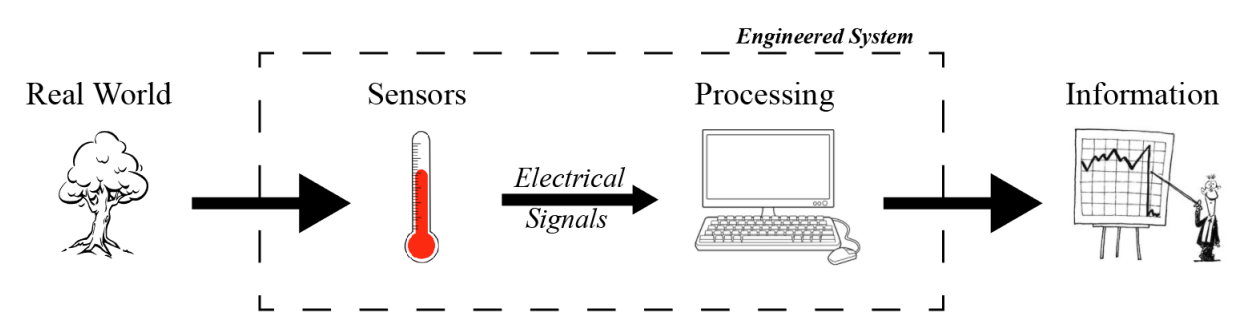 Engineered System
Real World
Sensors
Processing
Information
Electrical
Signals